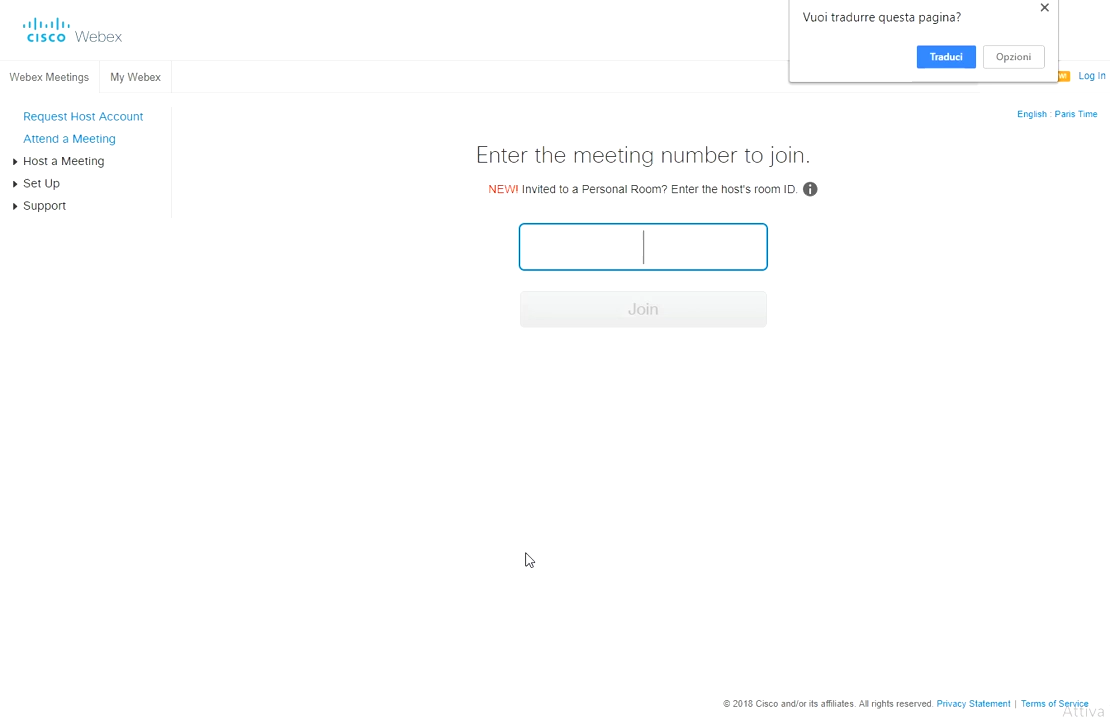 CISCO Webex
Vuoi tradurre questa pagina?
Traduci Opzioni
Webex Meetings My Webex
Log In
Request Host Account
English : Paris Time
Attend a Meeting
Host a Meeting
Set Up
Support
Enter the meeting number to join.
NEW! Invited to a Personal Room? Enter the host's room ID.
Join
© 2018 Cisco and/or its affiliates. All rights reserved. Privacy Statement | Terms of Service
Attiva